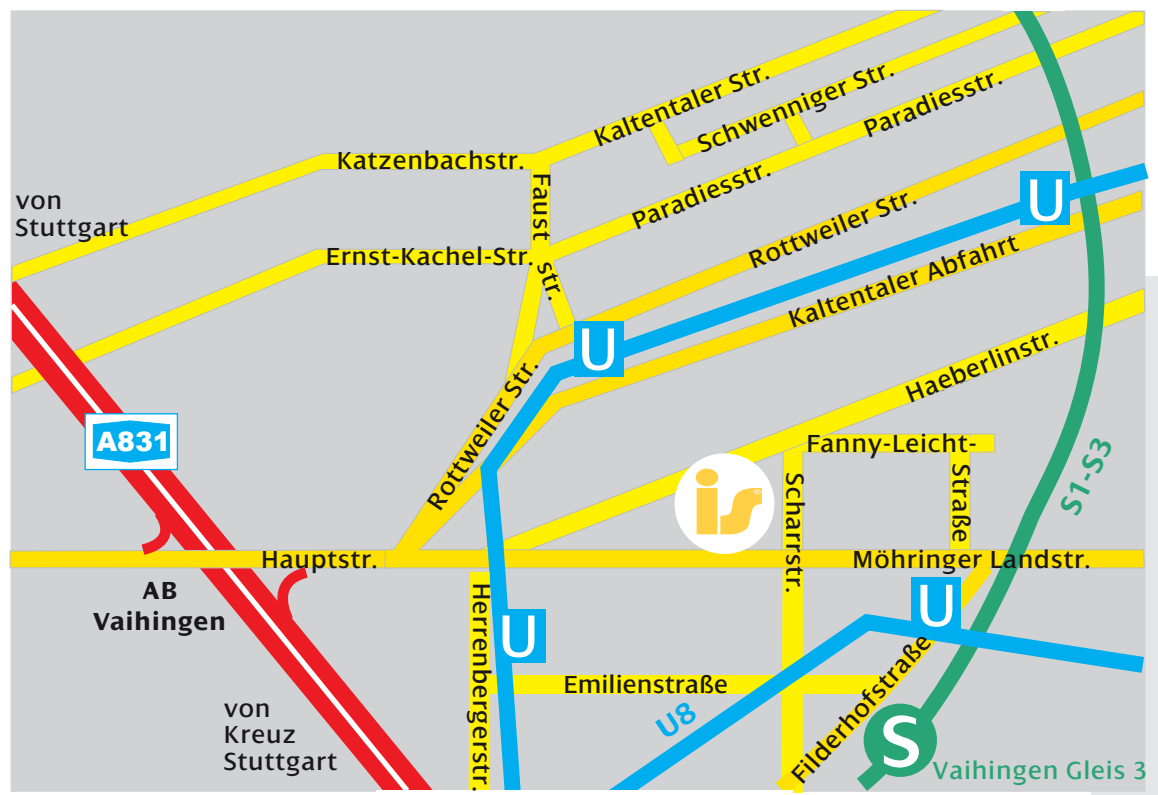 Kaltentaler Str.
Schwenniger Str.
Paradiesstr.
Katzenbachstr.
Faust
str.
von
Stuttgart
Paradiesstr.
U
Rottweiler Str.
Ernst-Kachel-Str.
Kaltentaler Abfahrt
U
Haeberlinstr.
Rottweiler Str.
A831
Fanny-Leicht-
Straße
S1-S3
is®
Scharrstr.
Hauptstr.
Möhringer Landstr.
AB
Vaihingen
Herrenbergerstr.
U
U
Emilienstraße
Filderhofstraße
U8
von
Kreuz
Stuttgart
S
Vaihingen Gleis 3